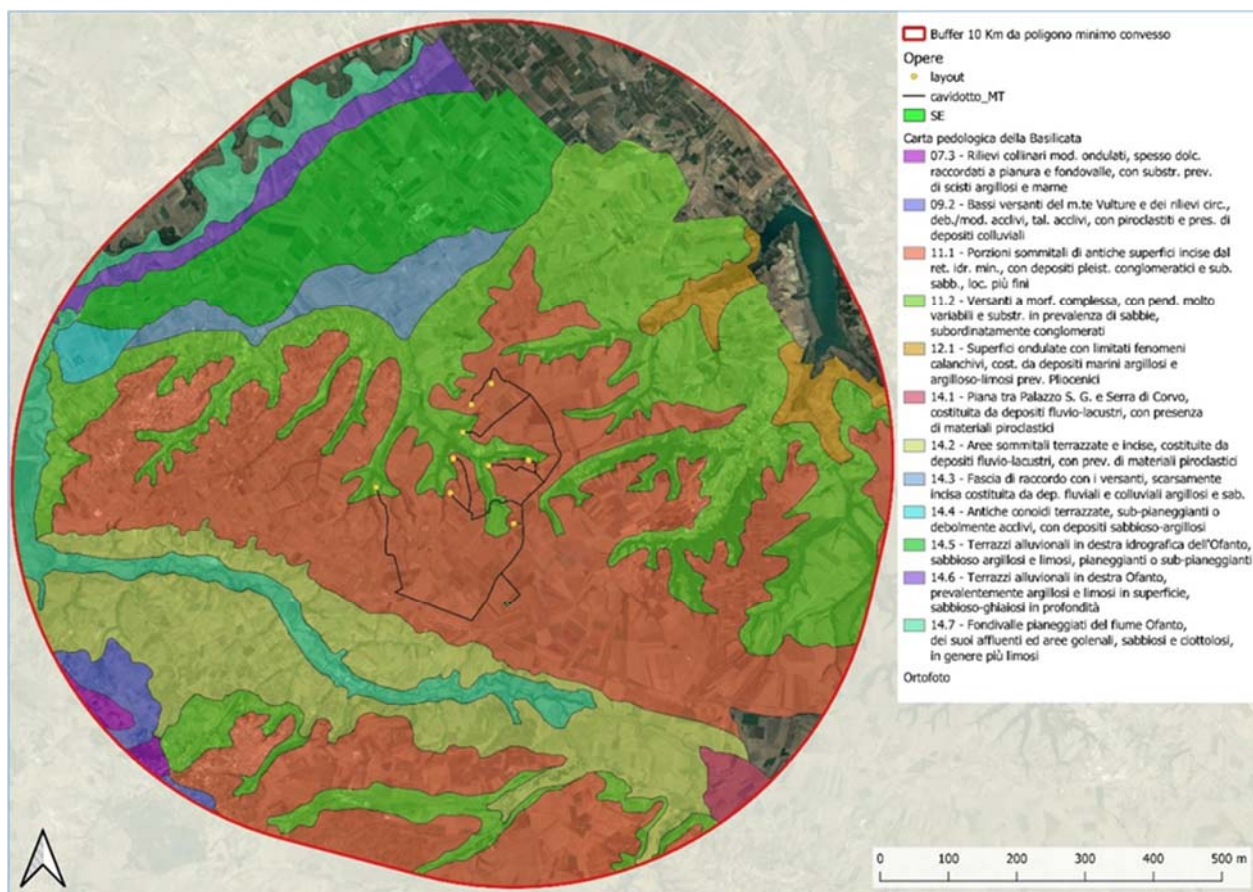 Buffer 10 Km da poligono minimo convesso
Opere
layout
cavidotto_MT
SE
Carta pedologica della Basilicata
07.3 - Rilievi collinari mod. ondulati, spesso dolc.
raccordati a pianura e fondovalle, con substr. prev.
di scisti argillosi e marne
09.2 - Bassi versanti del m.te Vulture e dei rilievi circ.,
deb./mod. acclivi, tal. acclivi, con piroclastiti e pres. di
depositi colluviali
11.1 - Porzioni sommitali di antiche superfici incise dal
ret. idr. min., con depositi pleist. conglomeratici e sub.
sabb., loc. più fini
11.2 - Versanti a morf. complessa, con pend. molto
variabili e substr. in prevalenza di sabbie,
subordinatamente conglomerati
12.1 - Superfici ondulate con limitati fenomeni
calanchivi, cost. da depositi marini argillosi e
argilloso-limosi prev. Pliocenici
14.1 - Piana tra Palazzo S. G. e Serra di Corvo,
costituita da depositi fluvio-lacustri, con presenza
di materiali piroclastici
14.2 - Aree sommitali terrazzate e incise, costituite da
depositi fluvio-lacustri, con prev. di materiali piroclastici
14.3 - Fascia di raccordo con i versanti, scarsamente
incisa costituita da dep. fluviali e colluviali argillosi e sab.
14.4 - Antiche conoidi terrazzate, sub-pianeggianti o
debolmente acclivi, con depositi sabbioso-argillosi
14.5 - Terrazzi alluvionali in destra idrografica dell'Ofanto,
sabbioso argillosi e limosi, pianeggianti o sub-pianeggianti
14.6 - Terrazzi alluvionali in destra Ofanto,
prevalentemente argillosi e limosi in superficie,
sabbioso-ghiaiosi in profondità
14.7 - Fondivalle pianeggiati del fiume Ofanto,
dei suoi affluenti ed aree golenali, sabbiosi e ciottolosi,
in genere più limosi
Ortofoto
0 100 200 300 400 500 m